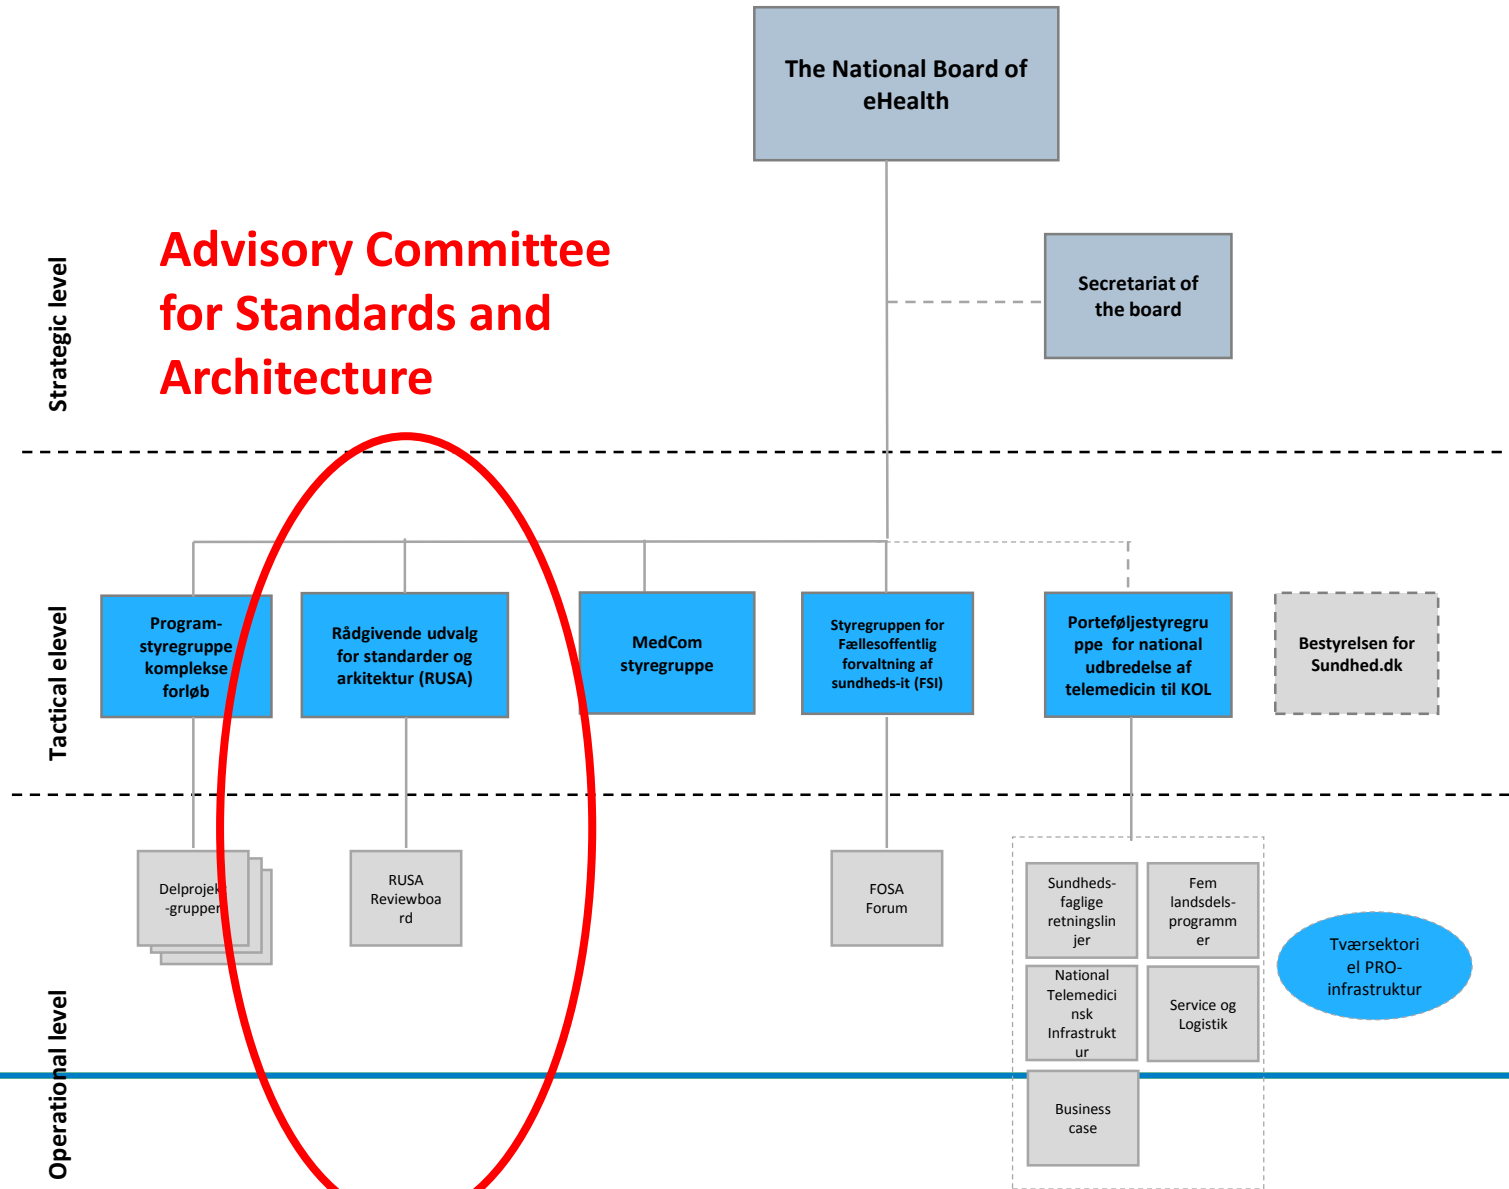 The National Board of
eHealth
Advisory Committee
for Standards and
Architecture
Secretariat of
the board
Strategic level
Tactical elevel
Program-
styregruppe
komplekse
forløb
Rådgivende udvalg
for standarder og
arkitektur (RUSA)
MedCom
styregruppe
Styregruppen for
Fællesoffentlig
forvaltning af
sundheds-it (FSI)
Porteføljestyregru
ppe for national
udbredelse af
telemedicin til KOL
Bestyrelsen for
Sundhed.dk
Operational level
Delprojekt
-grupper
RUSA
Reviewboa
rd
FOSA
Forum
Sundheds-
faglige
retningslin
jer
Fem
landsdels-
programm
er
National
Telemedici
nsk
Infrastrukt
ur
Service og
Logistik
Business
case
Tværsektori
el PRO-
infrastruktur